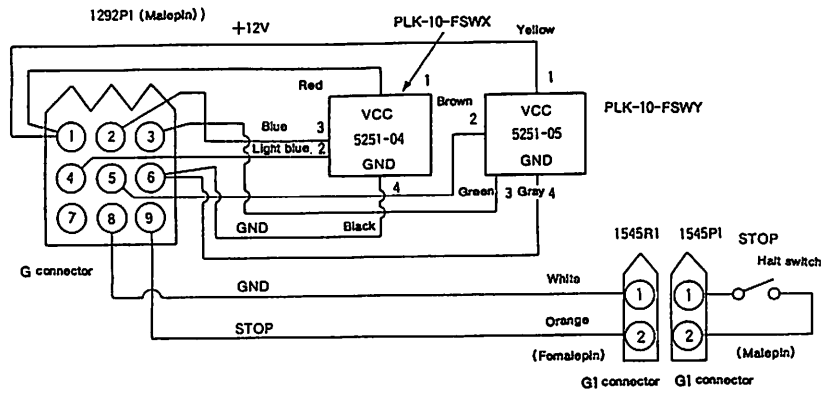 1292P1 (Malepin))
+12V
PLK-10-FSWX
Yellow
Red
1
1
VCC
5251-04
GND
Brown
2
VCC
5251-05
GND
PLK-10-FSWY
1
2
3
Blue
3
Light blue.
2
4
5
6
4
Green
3
Gray
4
7
8
9
GND
Black
G connector
1545R1
1545P1
STOP
Halt switch
GND
White
1
1
STOP
Orange
2
2
(Fomalepin)
(Malepin)
G1 connector
G1 connector